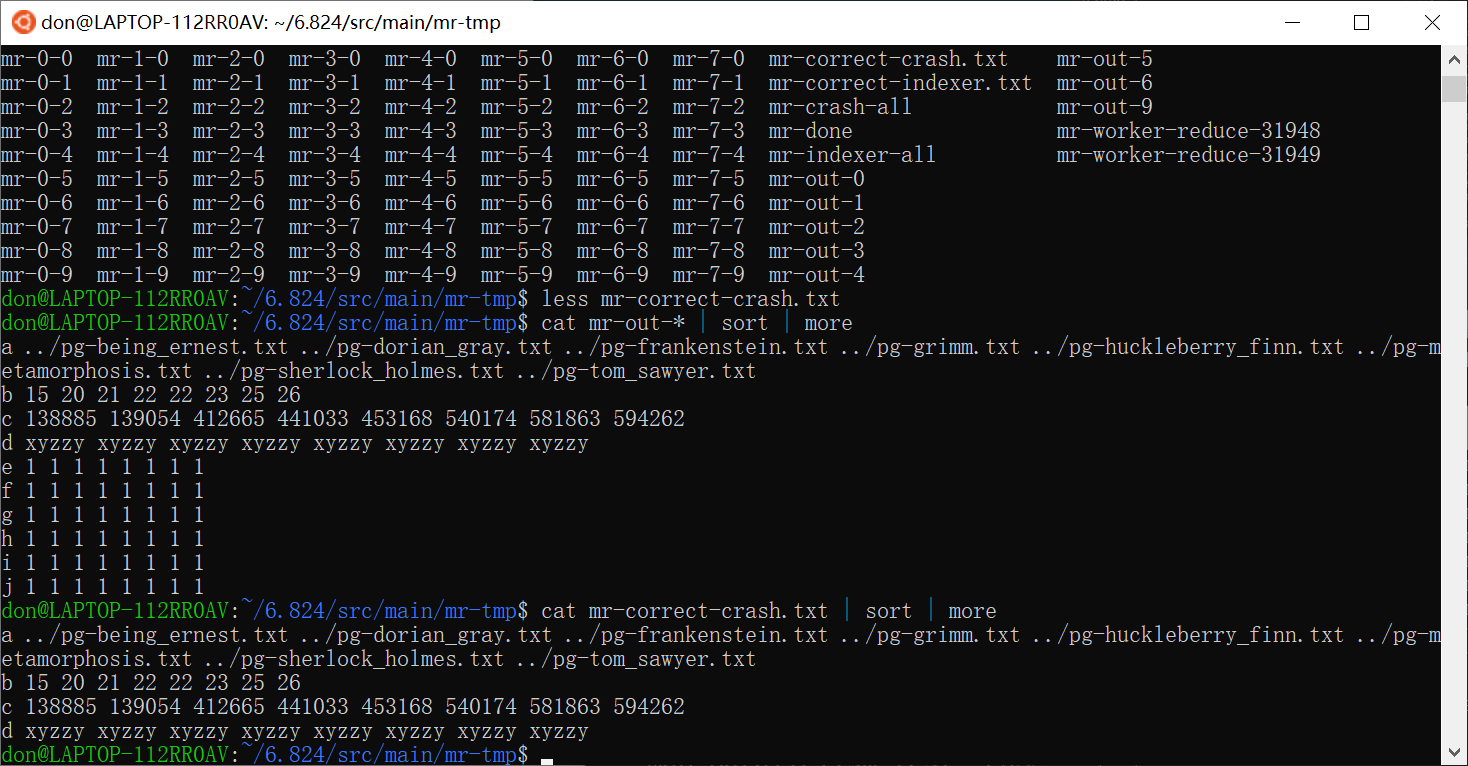 don@LAPTOP-112RR0AV: ~/6.824/src/main/mr-tmp
mr-0-0 mr-1-0 mr-2-0 mr-3-0 mr-4-0 mr-5-0 mr-6-0 mr-7-0 mr-correct-crash.txt mr-out-5
mr-0-1 mr-1-1 mr-2-1 mr-3-1 mr-4-1 mr-5-1 mr-6-1 mr-7-1 mr-correct-indexer.txt mr-out-6
mr-0-2 mr-1-2 mr-2-2 mr-3-2 mr-4-2 mr-5-2 mr-6-2 mr-7-2 mr-crash-all mr-out-9
mr-0-3 mr-1-3 mr-2-3 mr-3-3 mr-4-3 mr-5-3 mr-6-3 mr-7-3 mr-done mr-worker-reduce-31948
mr-0-4 mr-1-4 mr-2-4 mr-3-4 mr-4-4 mr-5-4 mr-6-4 mr-7-4 mr-indexer-all mr-worker-reduce-31949
mr-0-5 mr-1-5 mr-2-5 mr-3-5 mr-4-5 mr-5-5 mr-6-5 mr-7-5 mr-out-0
mr-0-6 mr-1-6 mr-2-6 mr-3-6 mr-4-6 mr-5-6 mr-6-6 mr-7-6 mr-out-1
mr-0-7 mr-1-7 mr-2-7 mr-3-7 mr-4-7 mr-5-7 mr-6-7 mr-7-7 mr-out-2
mr-0-8 mr-1-8 mr-2-8 mr-3-8 mr-4-8 mr-5-8 mr-6-8 mr-7-8 mr-out-3
mr-0-9 mr-1-9 mr-2-9 mr-3-9 mr-4-9 mr-5-9 mr-6-9 mr-7-9 mr-out-4
don@LAPTOP-112RR0AV:~/6.824/src/main/mr-tmp$ less mr-correct-crash.txt
don@LAPTOP-112RR0AV:~/6.824/src/main/mr-tmp$ cat mr-out-* | sort | more
a ../pg-being_ernest.txt ../pg-dorian_gray.txt ../pg-frankenstein.txt ../pg-grimm.txt ../pg-huckleberry_finn.txt ../pg-m
etamorphosis.txt ../pg-sherlock_holmes.txt ../pg-tom_sawyer.txt
b 15 20 21 22 22 23 25 26
c 138885 139054 412665 441033 453168 540174 581863 594262
d xyzzy xyzzy xyzzy xyzzy xyzzy xyzzy xyzzy xyzzy
e 1 1 1 1 1 1 1 1
f 1 1 1 1 1 1 1 1
g 1 1 1 1 1 1 1 1
h 1 1 1 1 1 1 1 1
i 1 1 1 1 1 1 1 1
j 1 1 1 1 1 1 1 1
don@LAPTOP-112RR0AV:~/6.824/src/main/mr-tmp$ cat mr-correct-crash.txt | sort | more
a ../pg-being_ernest.txt ../pg-dorian_gray.txt ../pg-frankenstein.txt ../pg-grimm.txt ../pg-huckleberry_finn.txt ../pg-m
etamorphosis.txt ../pg-sherlock_holmes.txt ../pg-tom_sawyer.txt
b 15 20 21 22 22 23 25 26
c 138885 139054 412665 441033 453168 540174 581863 594262
d xyzzy xyzzy xyzzy xyzzy xyzzy xyzzy xyzzy xyzzy
don@LAPTOP-112RR0AV:~/6.824/src/main/mr-tmp$